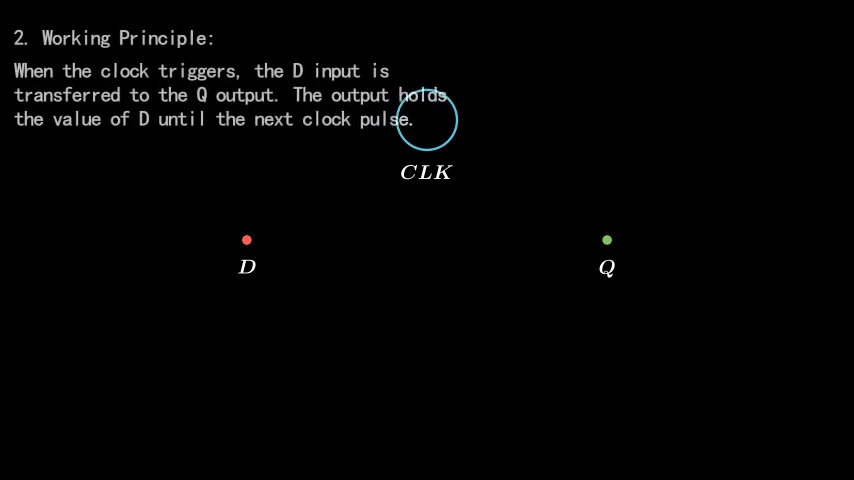 2. Working Principle:
When the clock triggers, the D input is
transferred to the Q output. The output holds
the value of D until the next clock pulse.
CLK
D
Q